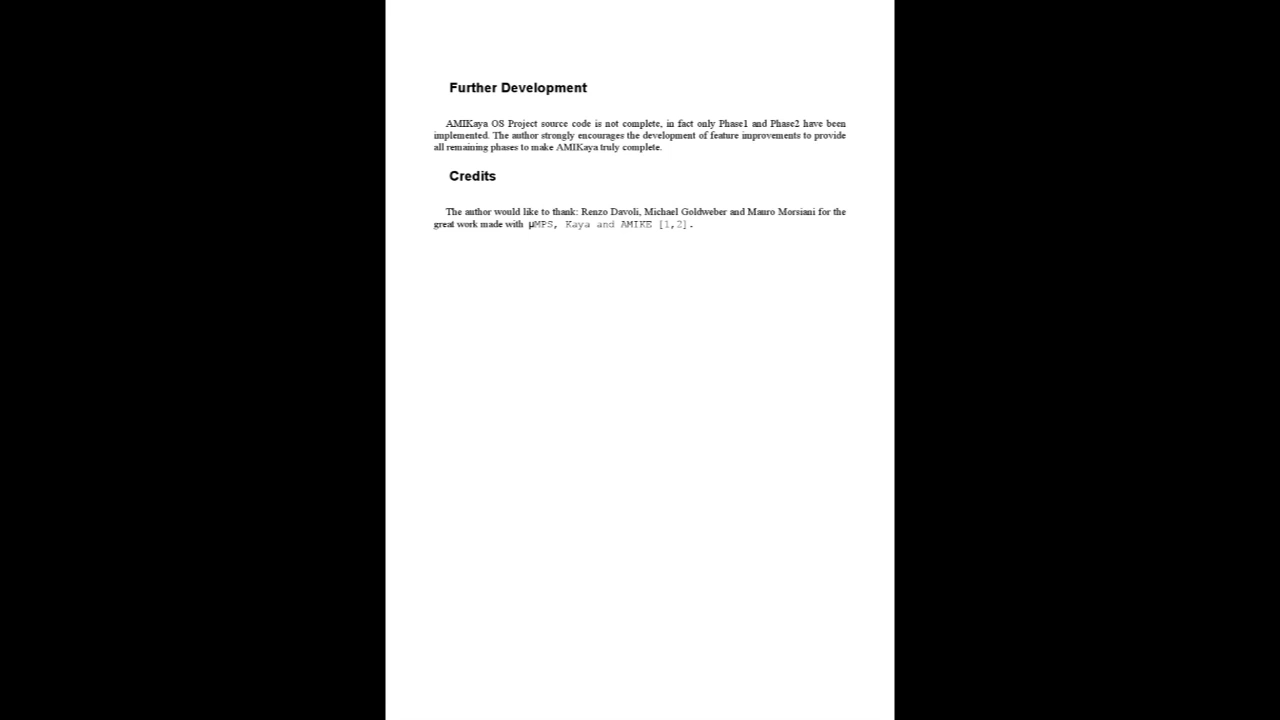 Further Development
AMIKaya OS Project source code is not complete, in fact only Phase1 and Phase2 have been
implemented. The author strongly encourages the development of feature improvements to provide
all remaining phases to make AMIKaya truly complete.
Credits
The author would like to thank: Renzo Davoli, Michael Goldweber and Mauro Morsiani for the
great work made with µMPS, Kaya and AMIKE [1,2].